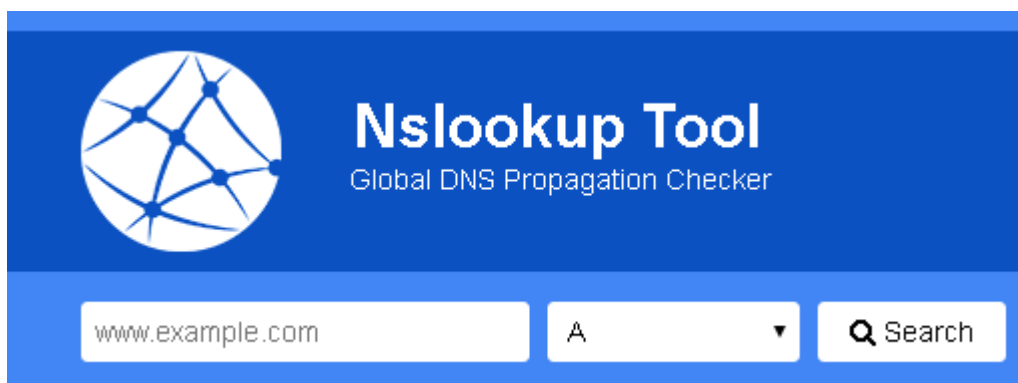 Nslookup Tool
Global DNS Propagation Checker
www.example.com
A
Search